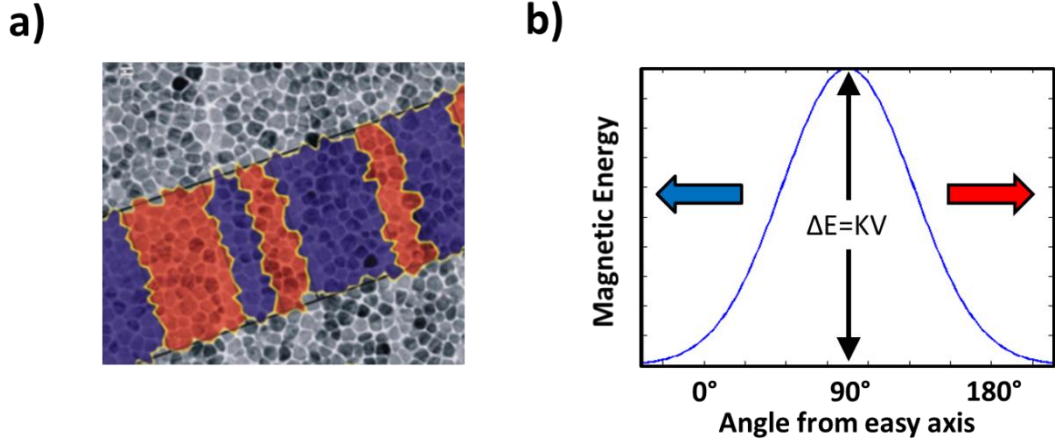 a)
b)
Magnetic Energy
ΔE=KV
0° 90° 180°
Angle from easy axis